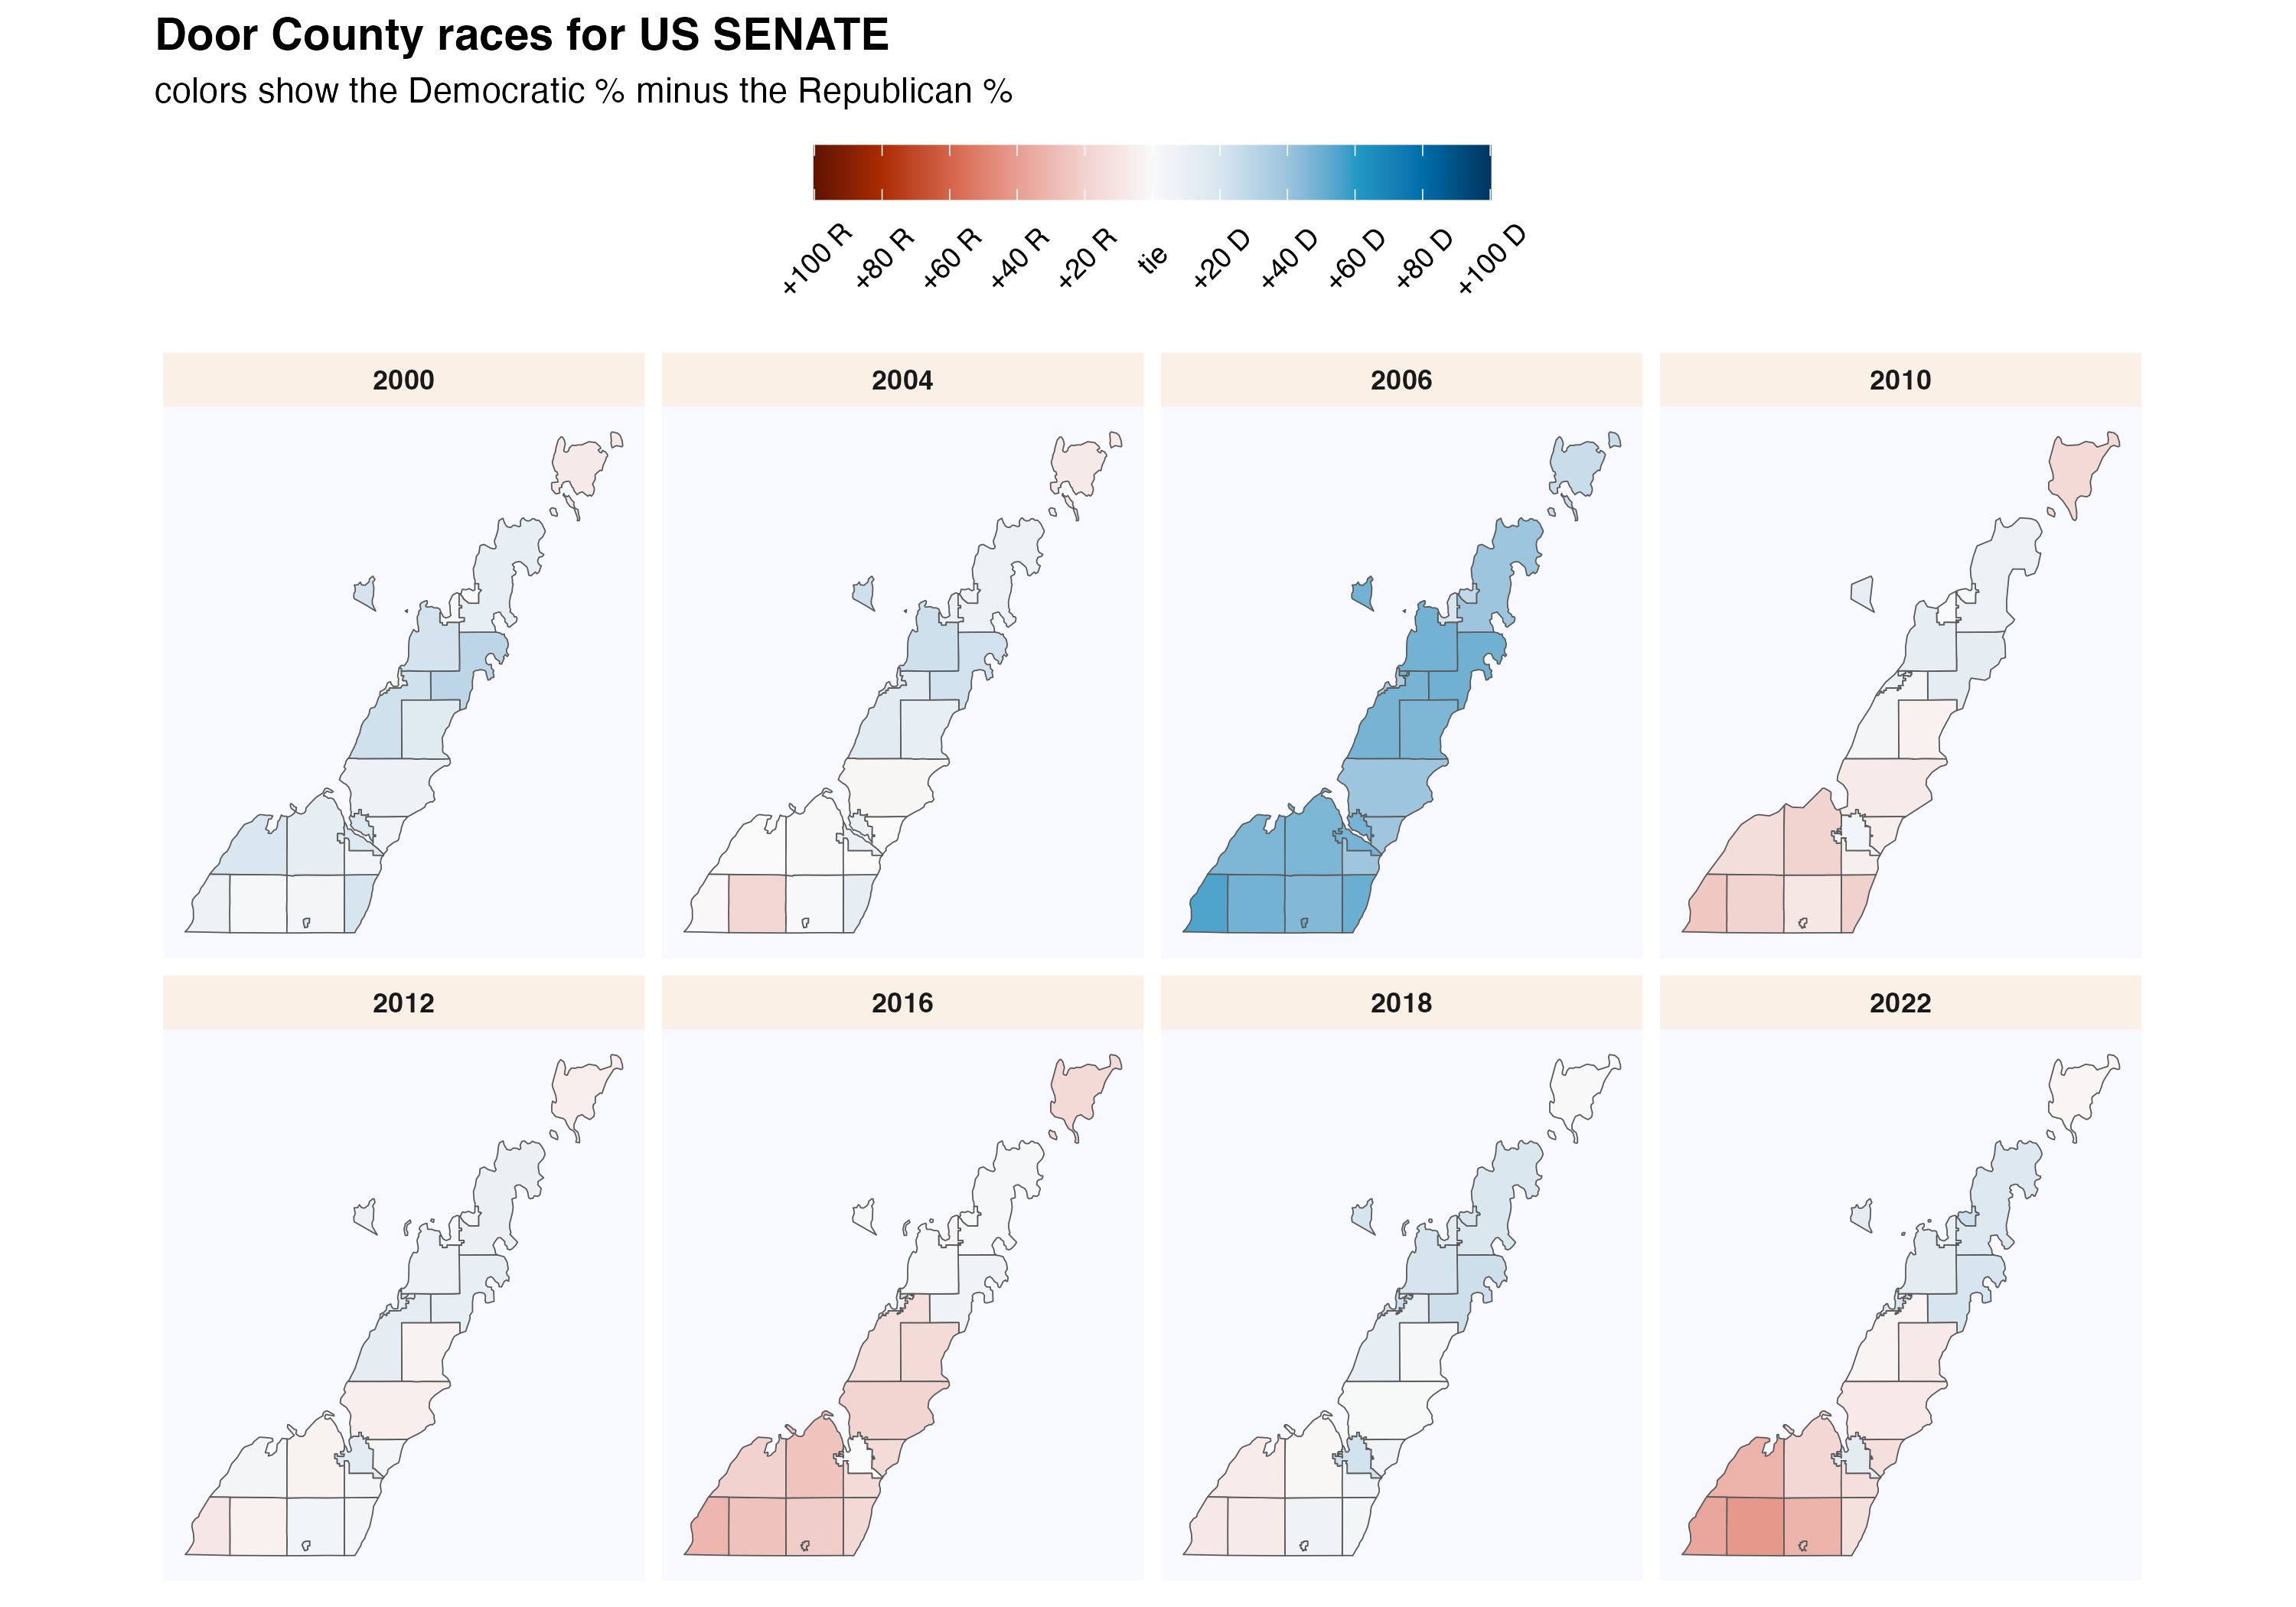 Door County races for US SENATE
colors show the Democratic % minus the Republican %
+100 R +80 R +60 R +40 R +20 R tie +20 D +40 D +60 D +80 D +100 D
2000 2004 2006 2010
2012 2016 2018 2022